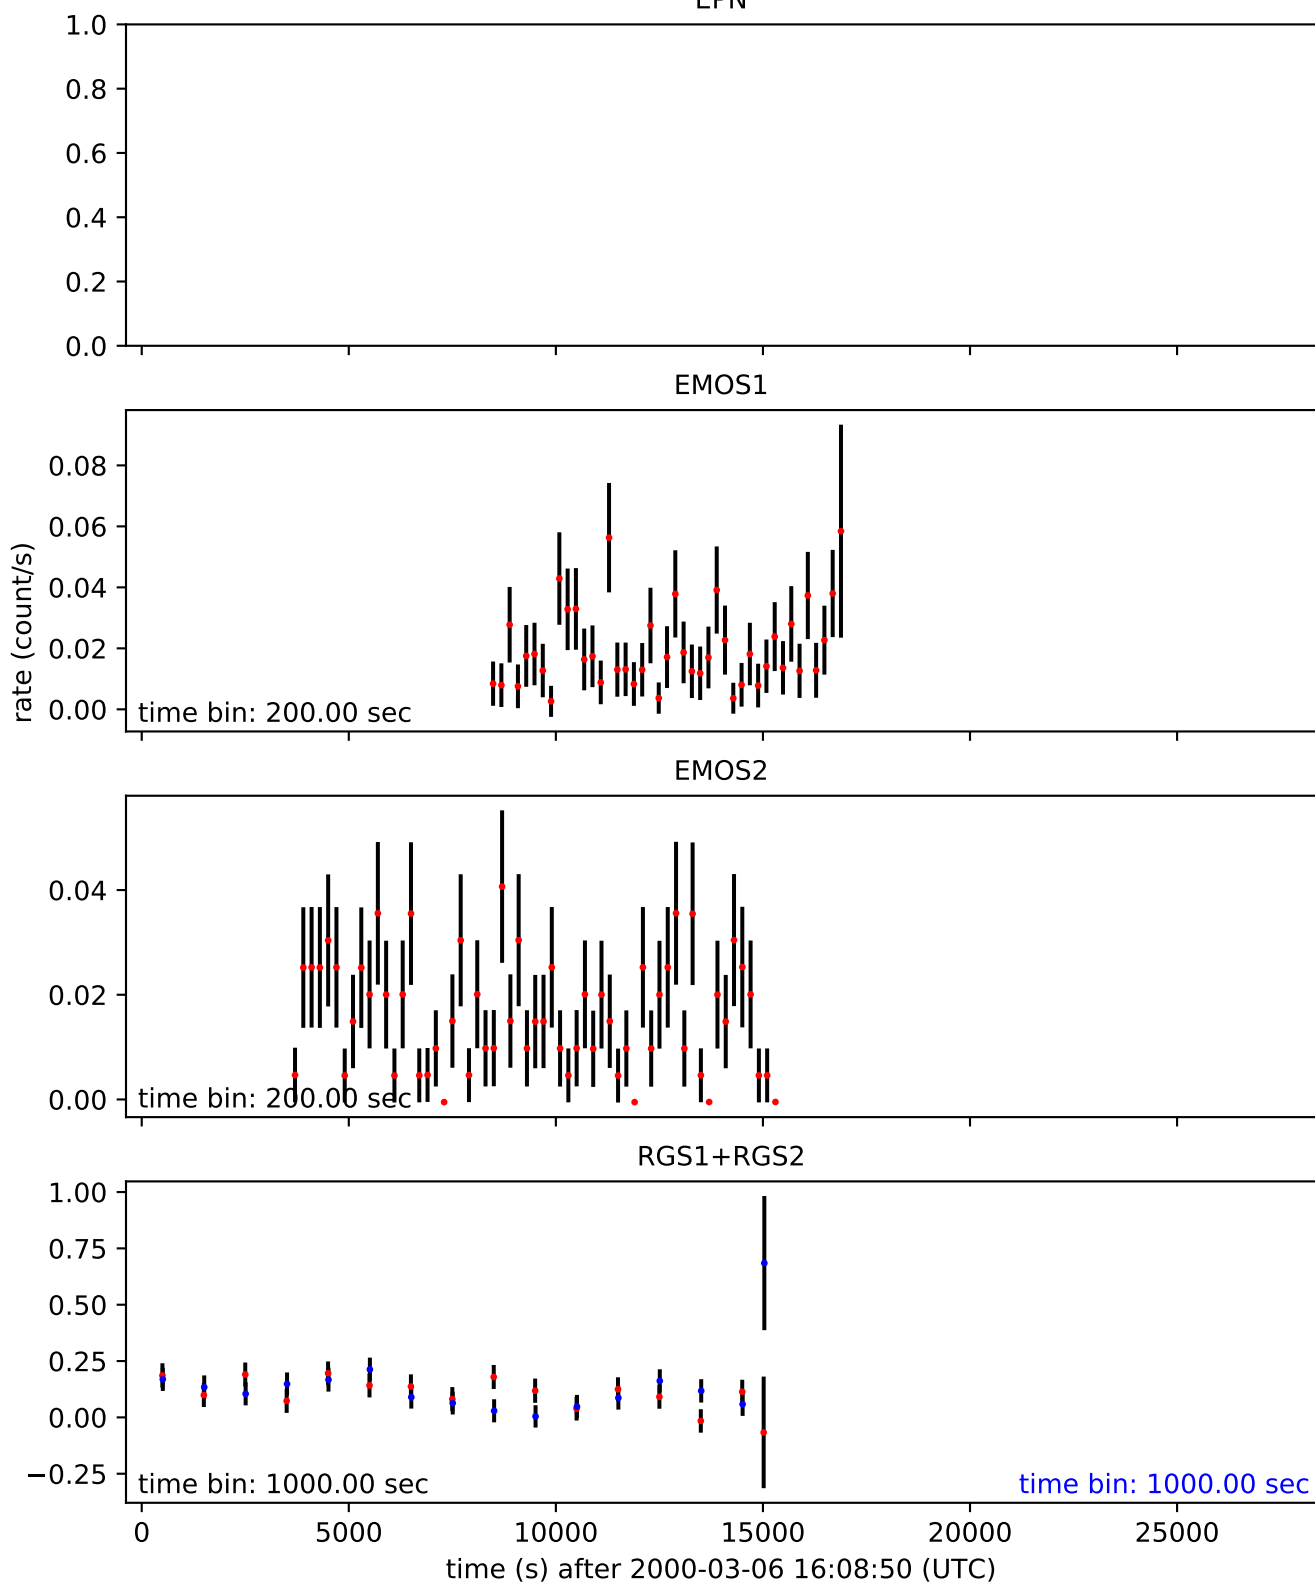 EPN
1.0
0.8
0.6
0.4
0.2
0.0
EMOS1
0.08
0.06
0.04
0.02
0.00
rate (count/s)
time bin: 200.00 sec
EMOS2
0.04
0.02
0.00
time bin: 200.00 sec
RGS1+RGS2
1.00
0.75
0.50
0.25
0.00
−0.25
time bin: 1000.00 sec
time bin: 1000.00 sec
0 5000 10000 15000 20000 25000
time (s) after 2000-03-06 16:08:50 (UTC)